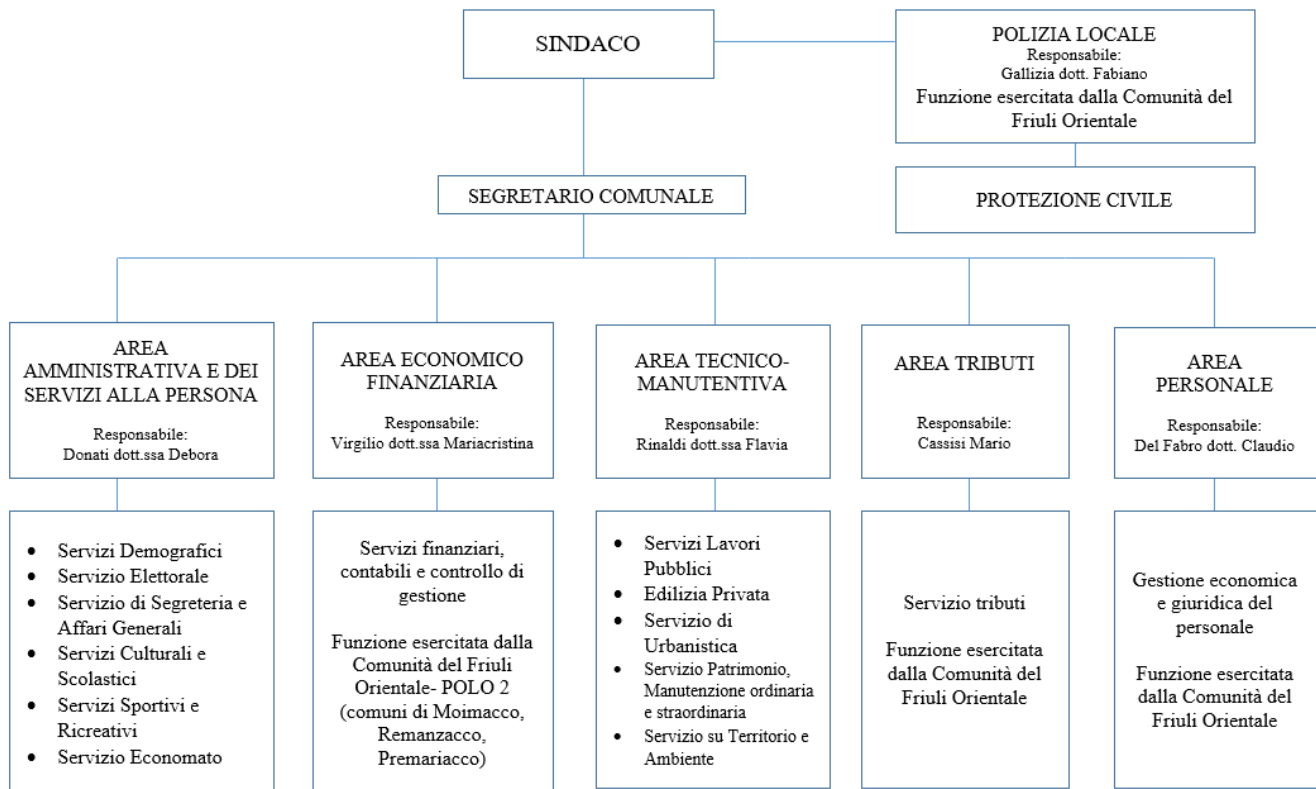 SINDACO
POLIZIA LOCALE
Responsabile:
Gallizia dott. Fabiano
Funzione esercitata dalla Comunità del
Friuli Orientale
SEGRETARIO COMUNALE
PROTEZIONE CIVILE
AREA
AMMINISTRATIVA E DEI
SERVIZI ALLA PERSONA
Responsabile:
Donati dott.ssa Debora
AREA ECONOMICO
FINANZIARIA
Responsabile:
Virgilio dott.ssa Mariacristina
AREA TECNICO-
MANUTENTIVA
Responsabile:
Rinaldi dott.ssa Flavia
AREA TRIBUTI
Responsabile:
Cassisi Mario
AREA
PERSONALE
Responsabile:
Del Fabro dott. Claudio
• Servizi Demografici
• Servizio Elettorale
• Servizio di Segreteria e
Affari Generali
• Servizi Culturali e
Scolastici
• Servizi Sportivi e
Ricreativi
• Servizio Economato
Servizi finanziari,
contabili e controllo di
gestione
Funzione esercitata dalla
Comunità del Friuli
Orientale- POLO 2
(comuni di Moimacco,
Remanzacco,
Premariacco)
• Servizi Lavori
Pubblici
• Edilizia Privata
• Servizio di
Urbanistica
• Servizio Patrimonio,
Manutenzione ordinaria
e straordinaria
• Servizio su Territorio e
Ambiente
Servizio tributi
Funzione esercitata
dalla Comunità del
Friuli Orientale
Gestione economica
e giuridica del
personale
Funzione esercitata
dalla Comunità del
Friuli Orientale